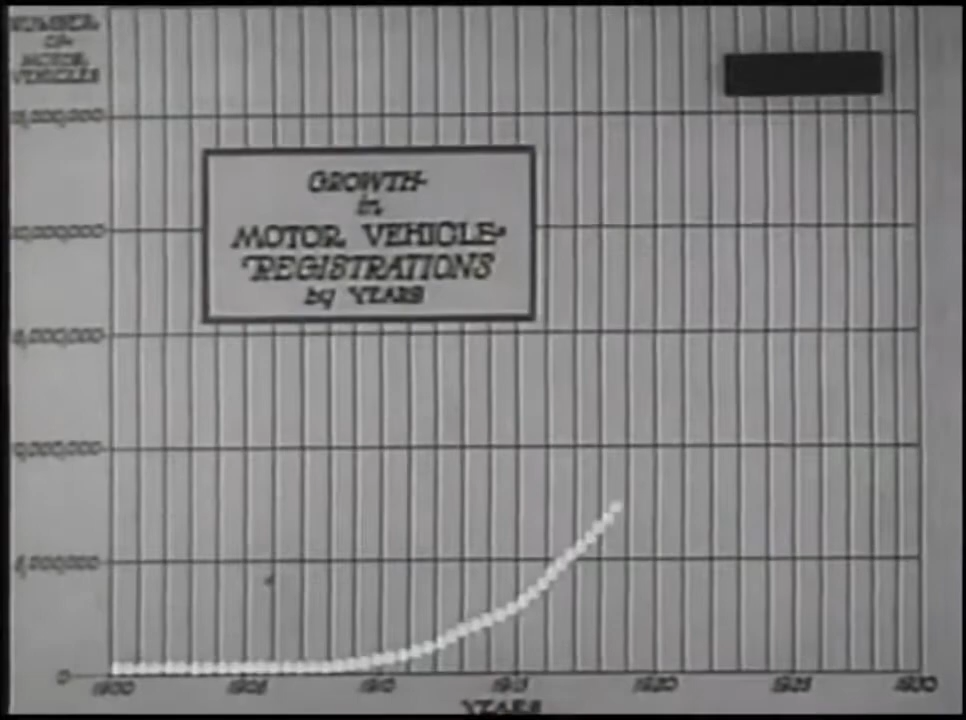 NUMBER
OF
MOTOR
VEHICLES
GROWTH
in
MOTOR VEHICLE
REGISTRATIONS
by YEARS
0
1900
1905
1910
1915
1920
1925
1930
YEARS